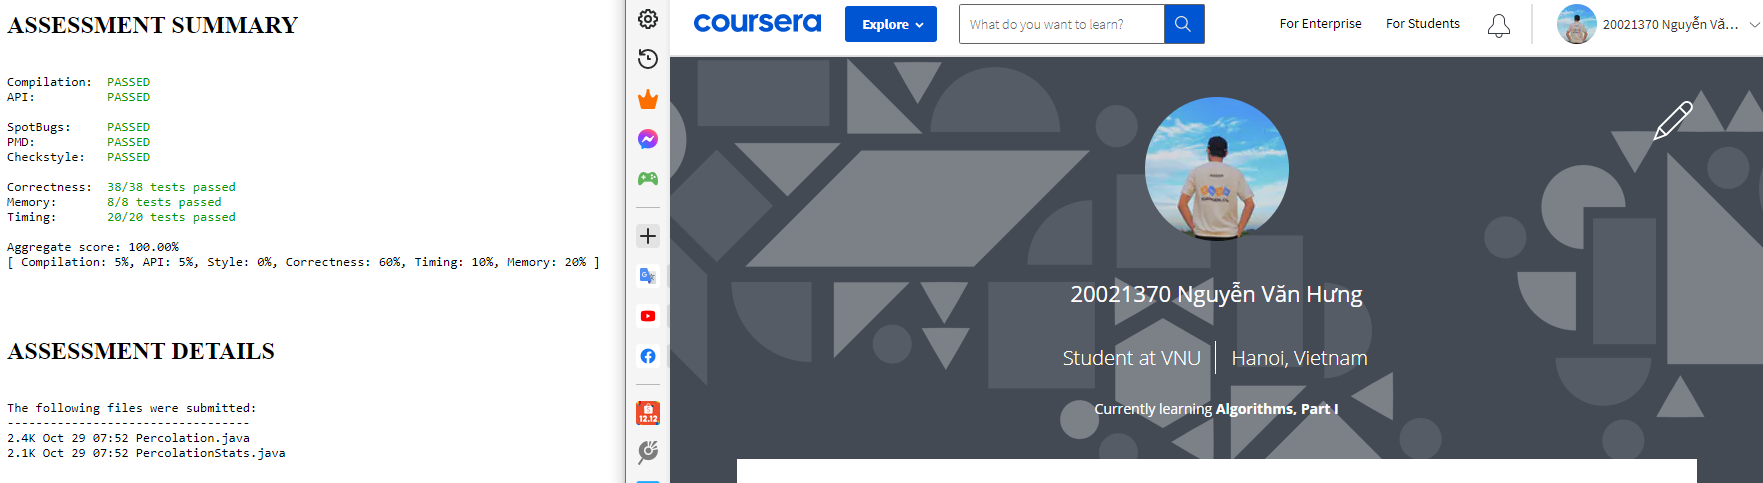 ASSESSMENT SUMMARY
Compilation: PASSED
API: PASSED
SpotBugs: PASSED
PMD: PASSED
Checkstyle: PASSED
Correctness: 38/38 tests passed
Memory: 8/8 tests passed
Timing: 20/20 tests passed
Aggregate score: 100.00%
[ Compilation: 5%, API: 5%, Style: 0%, Correctness: 60%, Timing: 10%, Memory: 20% ]
ASSESSMENT DETAILS
The following files were submitted:
----------------------------------
2.4K Oct 29 07:52 Percolation.java
2.1K Oct 29 07:52 PercolationStats.java
12.12
coursera
Explore
What do you want to learn?
For Enterprise
For Students
20021370 Nguyễn Vă...
20021370 Nguyễn Văn Hưng
Student at VNU
Hanoi, Vietnam
Currently learning Algorithms, Part I